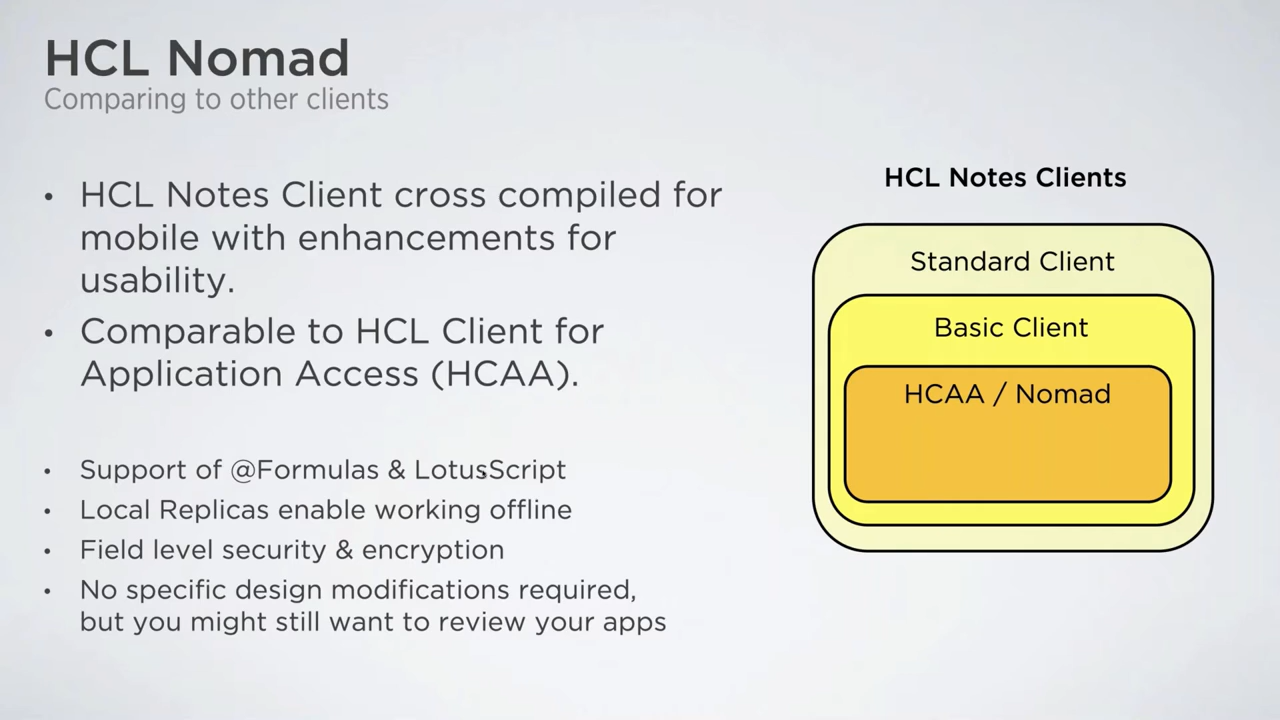 HCL Nomad
Comparing to other clients
• HCL Notes Client cross compiled for
mobile with enhancements for
usability.
• Comparable to HCL Client for
Application Access (HCAA).
• Support of @Formulas & LotusScript
• Local Replicas enable working offline
• Field level security & encryption
• No specific design modifications required,
but you might still want to review your apps
HCL Notes Clients
Standard Client
Basic Client
HCAA / Nomad